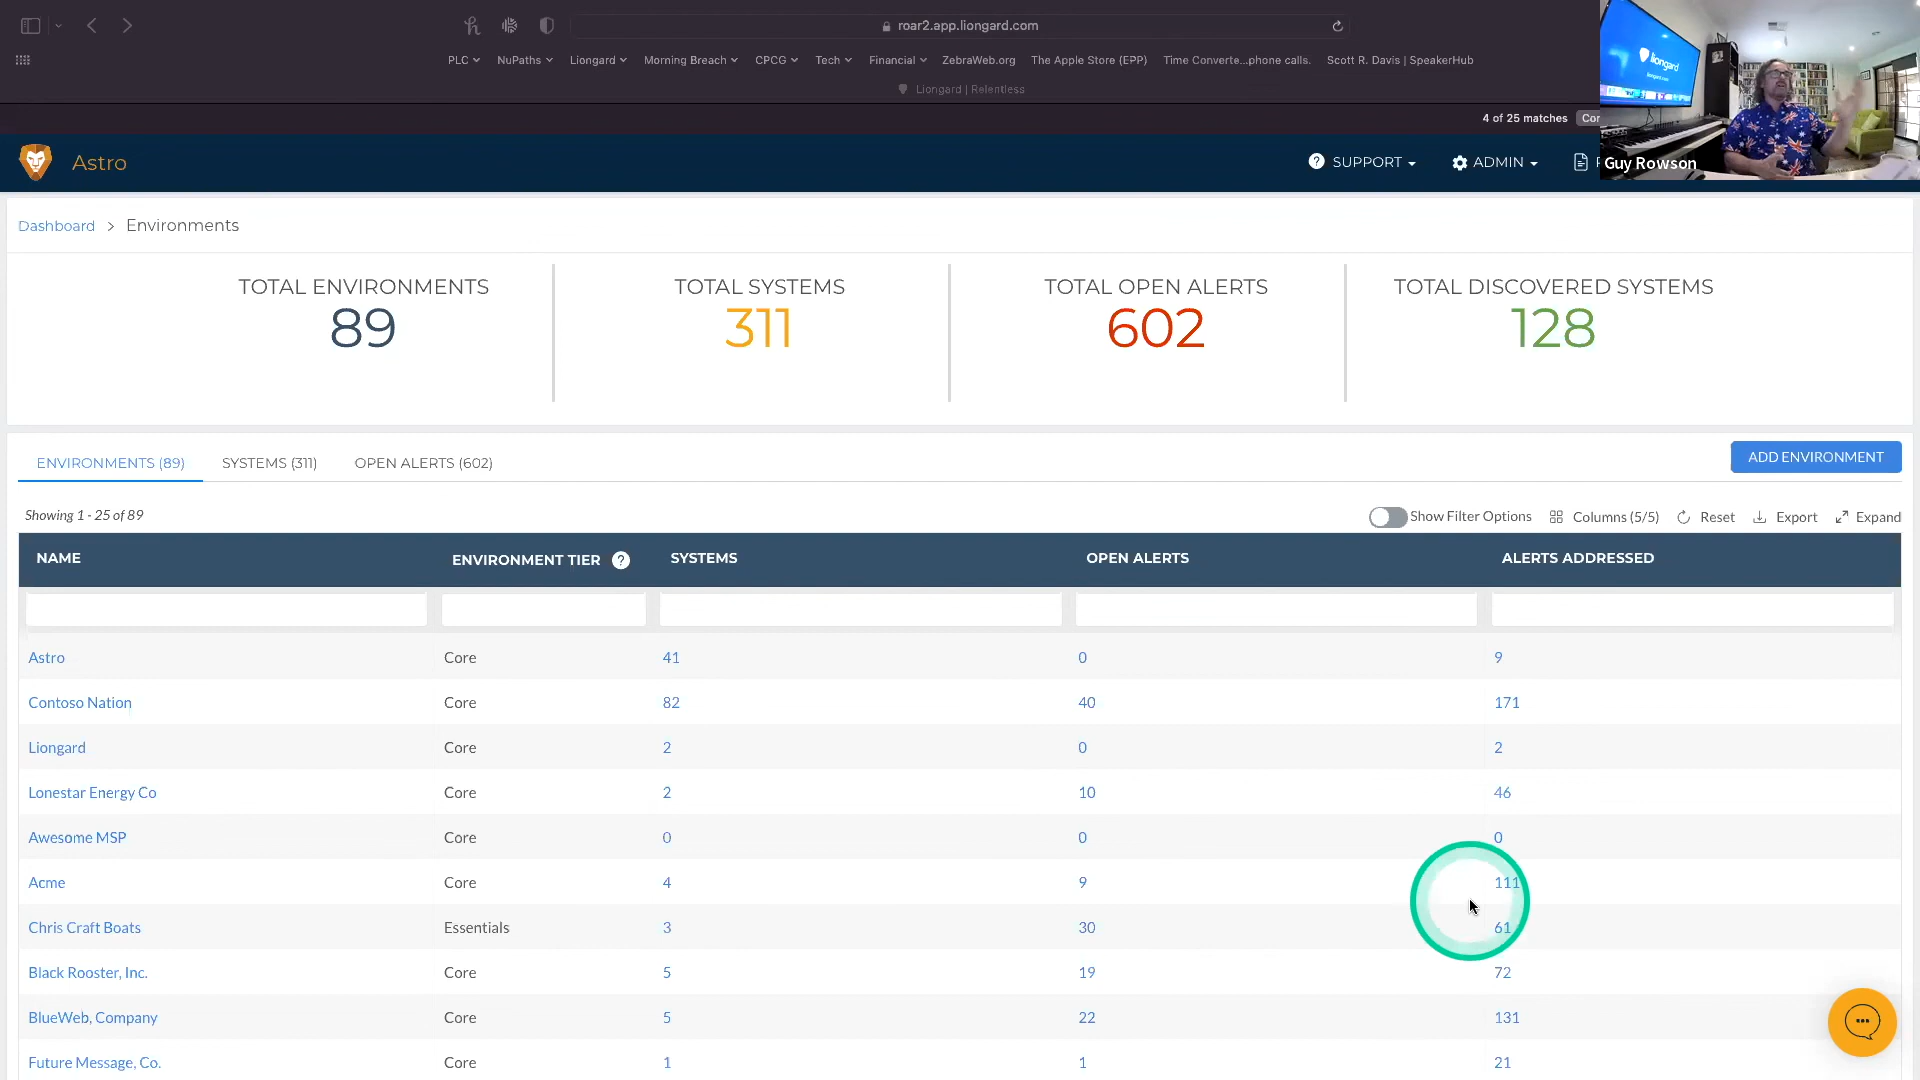 roar2.app.liongard.com
PLC NuPaths Liongard Morning Breach CPCG Tech Financial ZebraWeb.org The Apple Store (EPP) Time Converte...phone calls. Scott R. Davis | SpeakerHub
Liongard | Relentless
4 of 25 matches
liongard
Astro
SUPPORT ADMIN
Guy Rowson
Dashboard > Environments
TOTAL ENVIRONMENTS TOTAL SYSTEMS TOTAL OPEN ALERTS TOTAL DISCOVERED SYSTEMS
89 311 602 128
ENVIRONMENTS (89) SYSTEMS (311) OPEN ALERTS (602) ADD ENVIRONMENT
Showing 1 - 25 of 89 Show Filter Options Columns (5/5) Reset Export Expand
NAME ENVIRONMENT TIER ? SYSTEMS OPEN ALERTS ALERTS ADDRESSED
Astro Core 41 0 9
Contoso Nation Core 82 40 171
Liongard Core 2 0 2
Lonestar Energy Co Core 2 10 46
Awesome MSP Core 0 0 0
Acme Core 4 9 111
Chris Craft Boats Essentials 3 30 61
Black Rooster, Inc. Core 5 19 72
BlueWeb, Company Core 5 22 131
Future Message, Co. Core 1 1 21